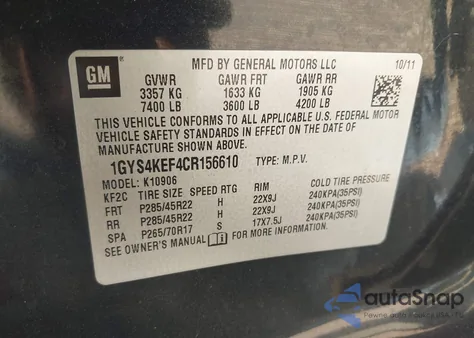 GM
MFD BY GENERAL MOTORS LLC 10/11
GVWR GAWR FRT GAWR RR
3357 KG 1633 KG 1905 KG
7400 LB 3600 LB 4200 LB
THIS VEHICLE CONFORMS TO ALL APPLICABLE U.S. FEDERAL MOTOR
VEHICLE SAFETY STANDARDS IN EFFECT ON THE DATE OF
MANUFACTURE SHOWN ABOVE.
1GYS4KEF4CR156610 TYPE: M.P.V.
MODEL: K10906
KF2C TIRE SIZE SPEED RTG RIM COLD TIRE PRESSURE
FRT P285/45R22 H 22X9J 240KPA(35PSI)
RR P285/45R22 H 22X9J 240KPA(35PSI)
SPA P265/70R17 S 17X7.5J 240KPA(35PSI)
SEE OWNER'S MANUAL FOR MORE INFORMATION.
autoSnap